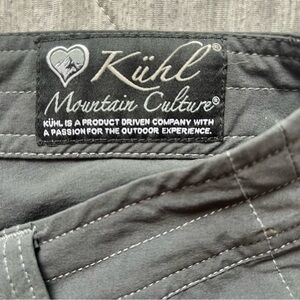 Kühl®
Mountain Culture®
KÜHL IS A PRODUCT DRIVEN COMPANY WITH
A PASSION FOR THE OUTDOOR EXPERIENCE.